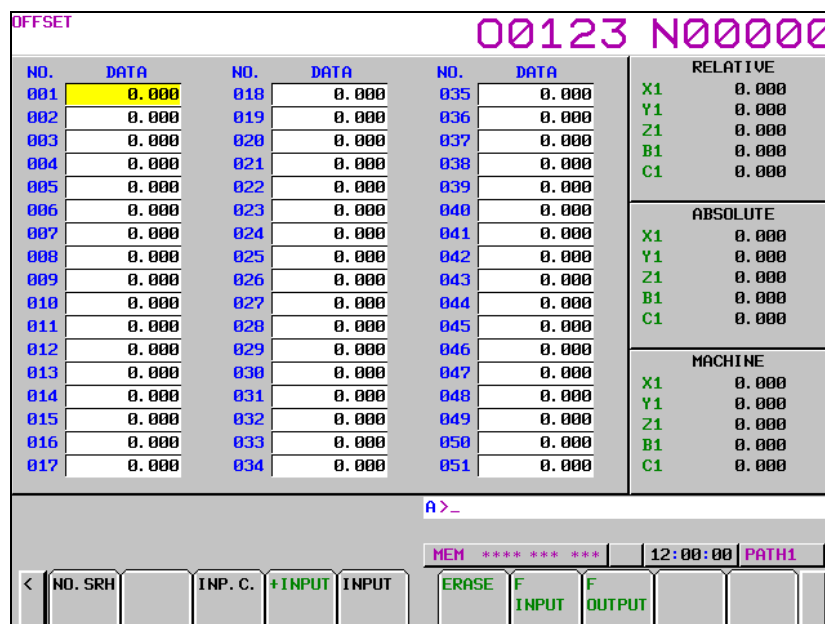 OFFSET
O0123 N00000
NO. DATA NO. DATA NO. DATA
001 0.000 018 0.000 035 0.000
002 0.000 019 0.000 036 0.000
003 0.000 020 0.000 037 0.000
004 0.000 021 0.000 038 0.000
005 0.000 022 0.000 039 0.000
006 0.000 023 0.000 040 0.000
007 0.000 024 0.000 041 0.000
008 0.000 025 0.000 042 0.000
009 0.000 026 0.000 043 0.000
010 0.000 027 0.000 044 0.000
011 0.000 028 0.000 045 0.000
012 0.000 029 0.000 046 0.000
013 0.000 030 0.000 047 0.000
014 0.000 031 0.000 048 0.000
015 0.000 032 0.000 049 0.000
016 0.000 033 0.000 050 0.000
017 0.000 034 0.000 051 0.000
RELATIVE
X1 0.000
Y1 0.000
Z1 0.000
B1 0.000
C1 0.000
ABSOLUTE
X1 0.000
Y1 0.000
Z1 0.000
B1 0.000
C1 0.000
MACHINE
X1 0.000
Y1 0.000
Z1 0.000
B1 0.000
C1 0.000
A>_
MEM **** *** *** 12:00:00 PATH1
< NO.SRH INP.C. +INPUT INPUT ERASE F INPUT F OUTPUT